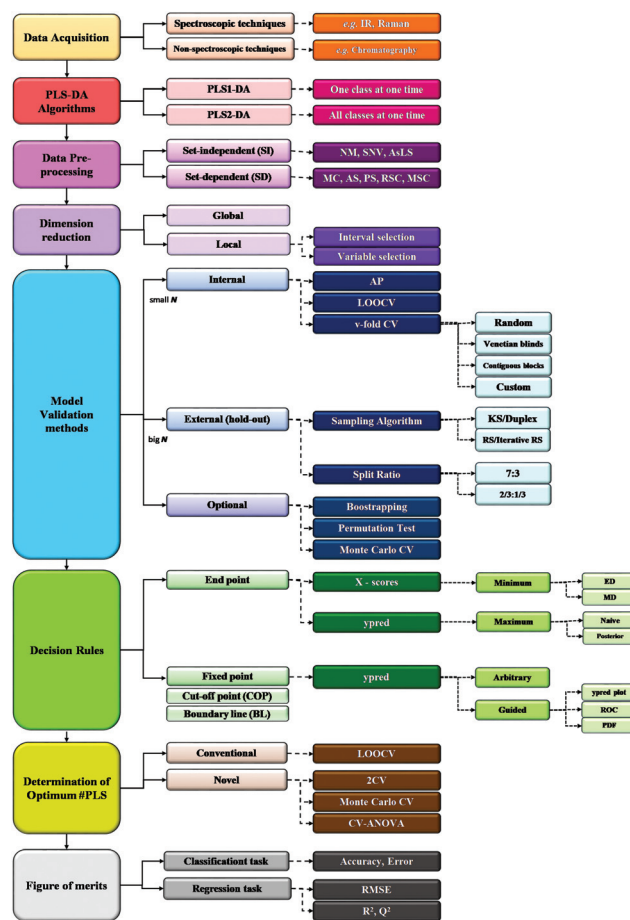 Data Acquisition
Spectroscopic techniques
e.g. IR. Raman
Non-spectroscopic techniques
e.g. Chromatography
PLS-DA
Algorithms
PLS1-DA
One class at one time
PLS2-DA
All classes at one time
Data Pre-
processing
Set-independent (SI)
NM, SNV, AsLS
Set-dependent (SD)
MC, AS, PS, RSC, MSC
Dimension
reduction
Global
Local
Interval selection
Variable selection
Model
Validation
methods
small N
Internal
AP
LOOCV
v-fold CV
Random
Venetian blinds
Contiguous blocks
Custom
big N
External (hold-out)
Sampling Algorithm
KS/Duplex
RS/Iterative RS
Split Ratio
7:3
2/3:1/3
Optional
Boostrapping
Permutation Test
Monte Carlo CV
Decision Rules
End point
X - scores
Minimum
ED
MD
ypred
Maximum
Naive
Posterior
Fixed point
Cut-off point (COP)
Boundary line (BL)
ypred
Arbitrary
Guided
ypred plot
ROC
PDF
Determination of
Optimum #PLS
Conventional
LOOCV
Novel
2CV
Monte Carlo CV
CV-ANOVA
Figure of merits
Classificationt task
Accuracy, Error
Regression task
RMSE
R², Q²